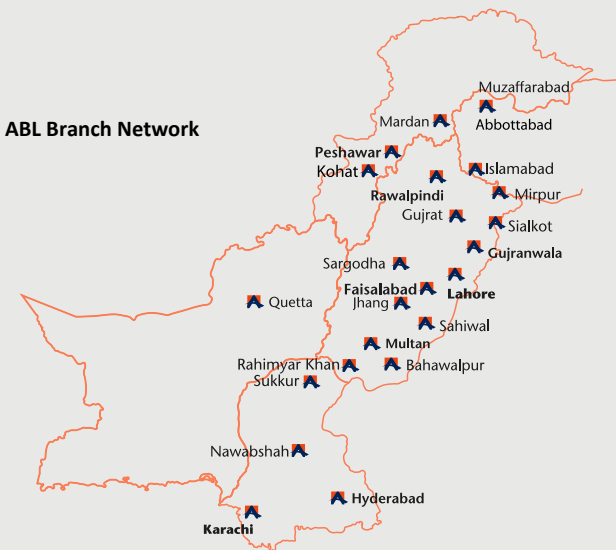 Muzaffarabad
Abbottabad
Mardan
ABL Branch Network
Peshawar
Kohat
Islamabad
Rawalpindi
Mirpur
Gujrat
Sialkot
Gujranwala
Sargodha
Faisalabad
Lahore
Jhang
Quetta
Sahiwal
Multan
Rahimyar Khan
Bahawalpur
Sukkur
Nawabshah
Hyderabad
Karachi